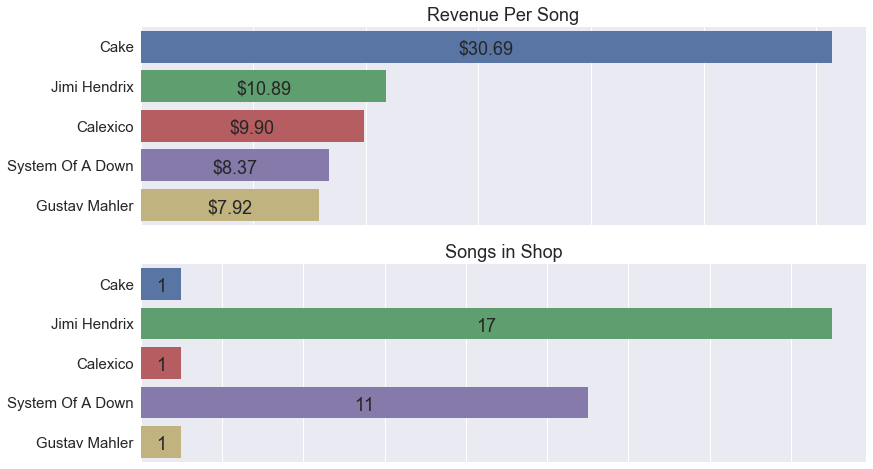 Revenue Per Song
Cake
$30.69
Jimi Hendrix
$10.89
Calexico
$9.90
System Of A Down
$8.37
Gustav Mahler
$7.92
Songs in Shop
Cake
1
Jimi Hendrix
17
Calexico
1
System Of A Down
11
Gustav Mahler
1